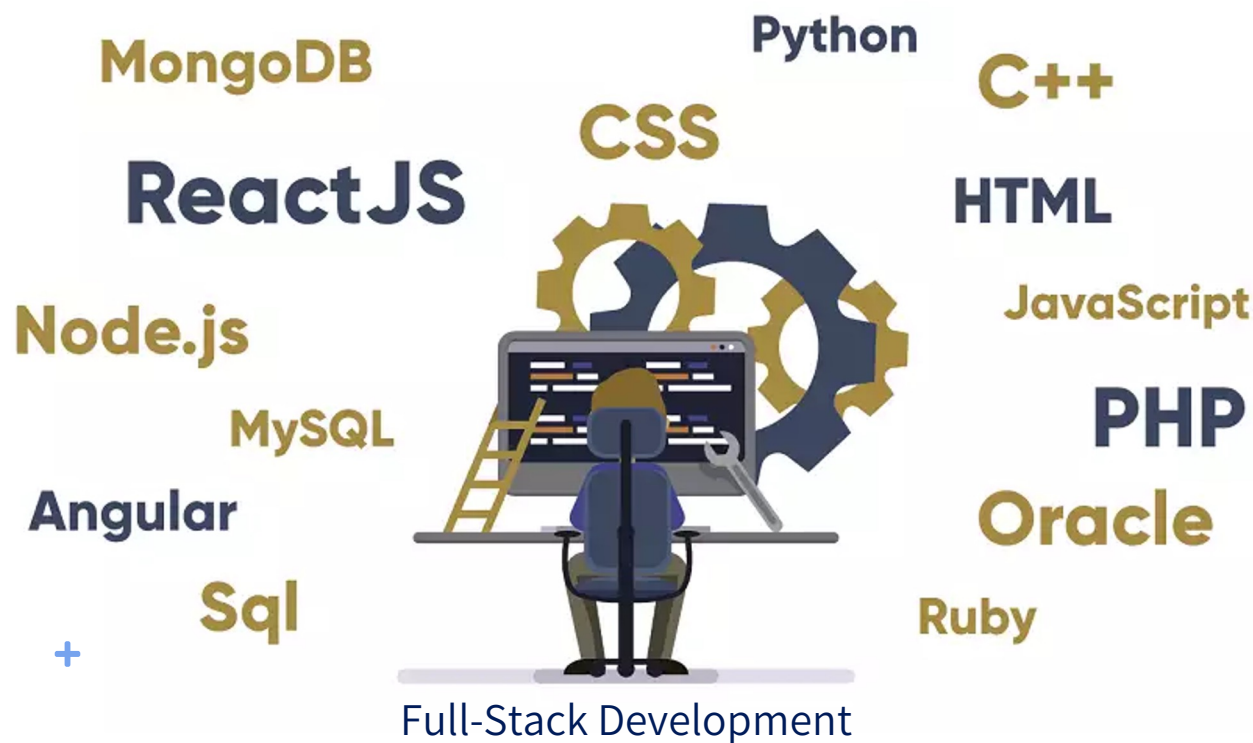 MongoDB
Python
C++
CSS
ReactJS
HTML
Node.js
JavaScript
MySQL
PHP
Angular
Oracle
Sql
Ruby
+
Full-Stack Development